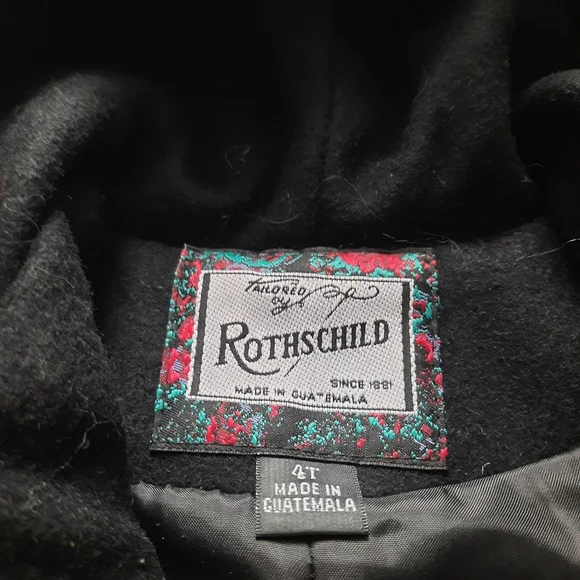 TAILORED
BY
ROTHSCHILD
SINCE 1881
MADE IN GUATEMALA
4T
MADE IN
GUATEMALA